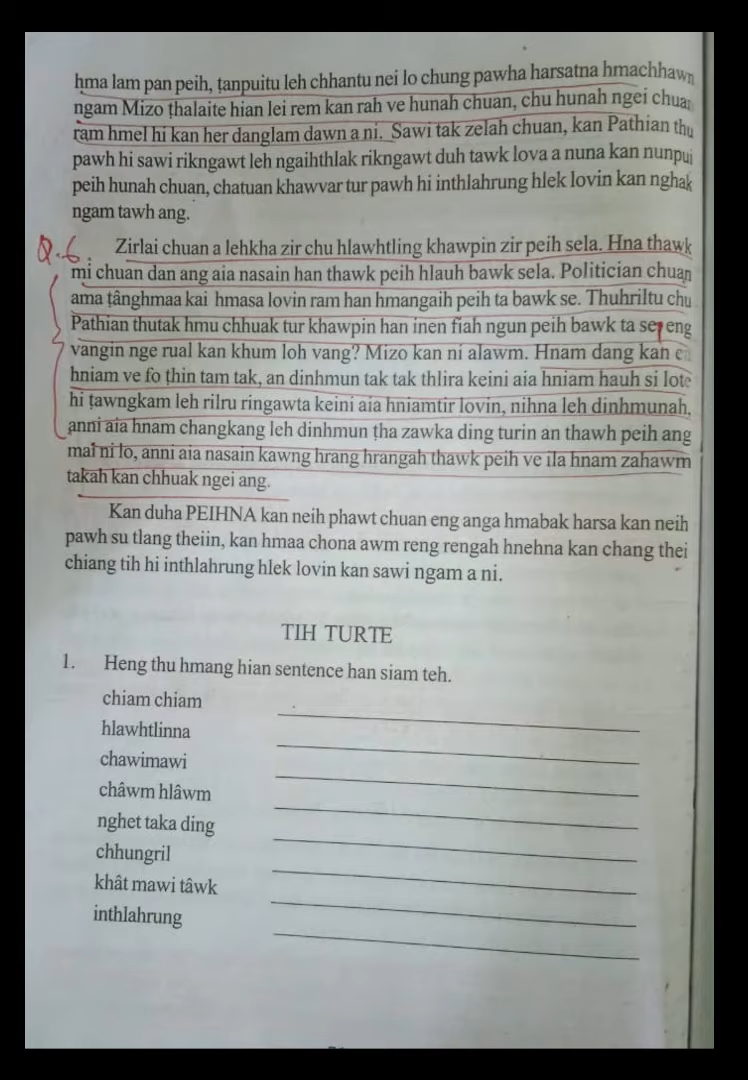 hma lam pan peih, ṭanpuitu leh chhantu nei lo chung pawha harsatna hmachhawn
ngam Mizo ṭhalaite hian lei rem kan rah ve hunah chuan, chu hunah ngei chuan
ram hmel hi kan her danglam dawn a ni. Sawi tak zelah chuan, kan Pathian thu
pawh hi sawi rikngawt leh ngaihthlak rikngawt duh tawk lova a nuna kan nunpui
peih hunah chuan, chatuan khawvar tur pawh hi inthlahrung hlek lovin kan nghak
ngam tawh ang.
Q.6.
Zirlai chuan a lehkha zir chu hlawhtling khawpin zir peih sela. Hna thawk
mi chuan dan ang aia nasain han thawk peih hlauh bawk sela. Politician chuan
ama ṭânghmaa kai hmasa lovin ram han hmangaih peih ta bawk se. Thuhriltu chu
Pathian thutak hmu chhuak tur khawpin han inen fiah ngun peih bawk ta se, eng
vangin nge rual kan khum loh vang? Mizo kan ni alawm. Hnam dang kan
hniam ve fo ṭhin tam tak, an dinhmun tak tak thlira keini aia hniam hauh si lote
hi ṭawngkam leh rilru ringawta keini aia hniamtir lovin, nihna leh dinhmunah,
anni aia hnam changkang leh dinhmun ṭha zawka ding turin an thawh peih ang
mai ni lo, anni aia nasain kawng hrang hrangah thawk peih ve ila hnam zahawm
takah kan chhuak ngei ang.
Kan duha PEIHNA kan neih phawt chuan eng anga hmabak harsa kan neih
pawh su tlang theiin, kan hmaa chona awm reng rengah hnehna kan chang thei
chiang tih hi inthlahrung hlek lovin kan sawi ngam a ni.
TIH TURTE
1. Heng thu hmang hian sentence han siam teh.
chiam chiam
hlawhtlinna
chawimawi
châwm hlâwm
nghet taka ding
chhungril
khât mawi tâwk
inthlahrung